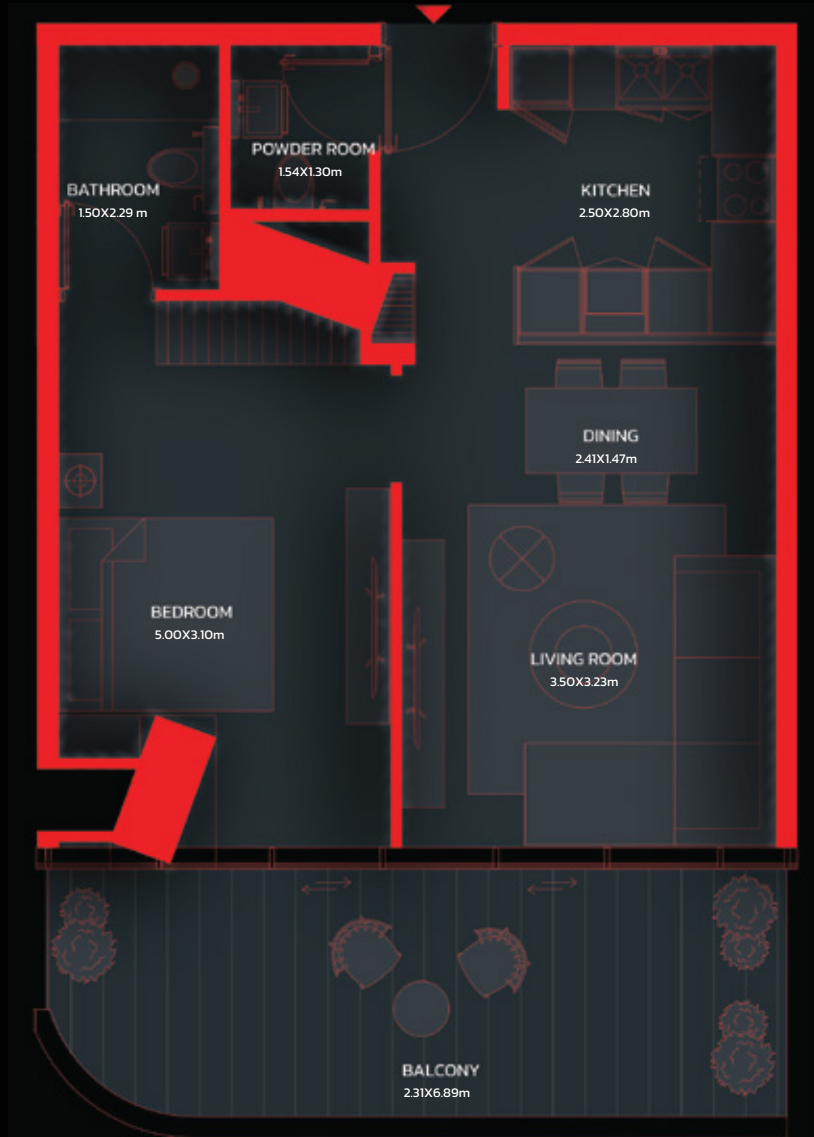 POWDER ROOM
1.54X1.30m
BATHROOM
1.50X2.29 m
KITCHEN
2.50X2.80m
DINING
2.41X1.47m
BEDROOM
5.00X3.10m
LIVING ROOM
3.50X3.23m
BALCONY
2.31X6.89m